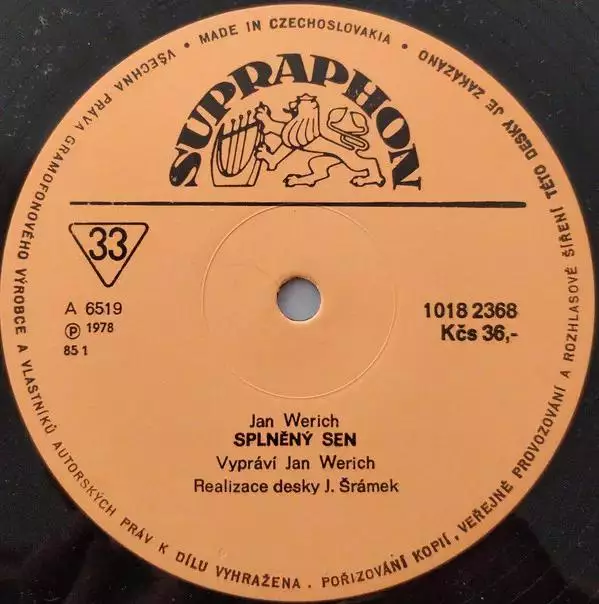 VŠECHNA PRÁVA GRAMOFONOVÉHO VÝROBCE A VLASTNÍKŮ AUTORSKÝCH PRÁV K DÍLU VYHRAŽENA. POŘIZOVÁNÍ KOPIÍ, VEŘEJNÉ PROVOZOVÁNÍ A ROZHLASOVÉ ŠÍŘENÍ TÉTO DESKY JE ZAKÁZÁNO • MADE IN CZECHOSLOVAKIA •
SUPRAPHON
33
A 6519
℗ 1978
85 1
1018 2368
Kčs 36,-
Jan Werich
SPLNĚNÝ SEN
Vypráví Jan Werich
Realizace desky J. Šrámek